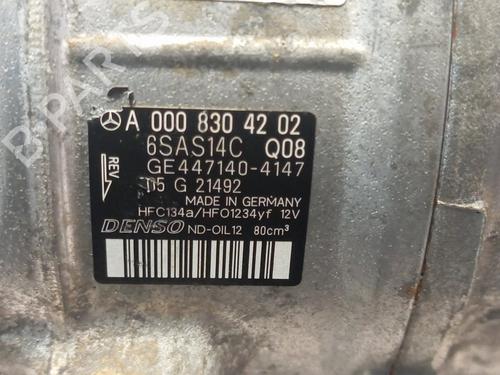 A 000 830 42 02
6SAS14C Q08
REV
GE447140-4147
05 G 21492
MADE IN GERMANY
HFC134a/HFO1234yf 12V
DENSO ND-OIL12 80cm³
B-PARTS